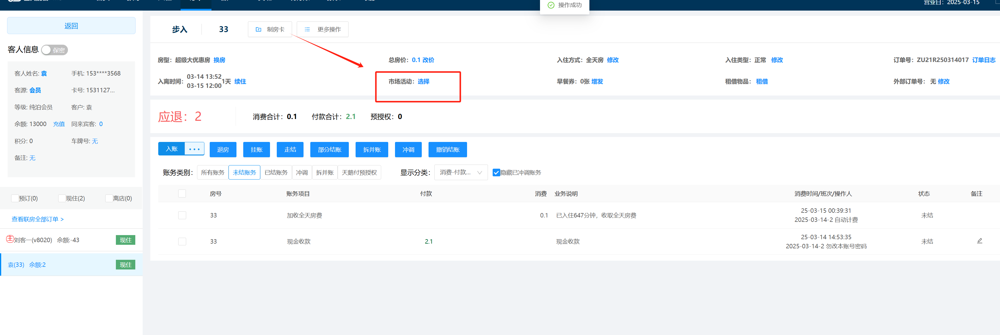 操作成功
营业日：2025-03-15
返回
步入 33 制房卡 更多操作
客人信息 保密
房型：超级大优惠房 换房 总房价：0.1 改价 入住方式：全天房 修改 入住类型：正常 修改 订单号：ZU21R250314017 订单日志
入离时间：03-14 13:52
03-15 12:00 1天 续住 市场活动：选择 早餐券：0张 增发 租借物品： 租借 外部订单号： 无 修改
客人姓名: 袁 手机: 153****3568
客源: 会员 卡号: 1531127...
等级: 纯泊会员 客户: 袁
余额: 13000 充值 同来宾客: 0
积分: 0 车牌号: 无
备注: 无
应退：2 消费合计：0.1 付款合计：2.1 预授权：0
入账 ••• 退房 挂账 走结 部分结账 拆并账 冲调 撤销结账
账务类别： 所有账务 未结账务 已结账务 冲调 拆并账 天鹅付预授权 显示分类： 消费-付款... 隐藏已冲调账务
预订(0) 现住(2) 离店(0)
查看联房全部订单 >
主 刘客一(v8020) 余额:-43 现住
袁(33) 余额:2 现住
房号 账务项目 付款 消费 业务说明 消费时间/班次/操作人 状态 备注
33 加收全天房费 0.1 已入住647分钟，收取全天房费 25-03-15 00:39:31
2025-03-14-2 自动计费 未结
33 现金收款 2.1 现金收款 25-03-14 14:53:35
2025-03-14-2 勿改本账号密码 未结